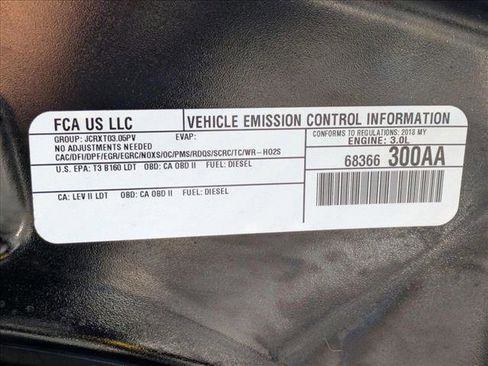 FCA US LLC
VEHICLE EMISSION CONTROL INFORMATION
GROUP: JCRXT03.05PV EVAP:
NO ADJUSTMENTS NEEDED
CAC/DFI/DPF/EGR/EGRC/NOXS/OC/PMS/RDQS/SCRC/TC/WR-HO2S
CONFORMS TO REGULATIONS: 2018 MY
ENGINE: 3.0L
68366 300AA
U.S. EPA: T3 B160 LDT OBD: CA OBD II FUEL: DIESEL
CA: LEV II LDT OBD: CA OBD II FUEL: DIESEL